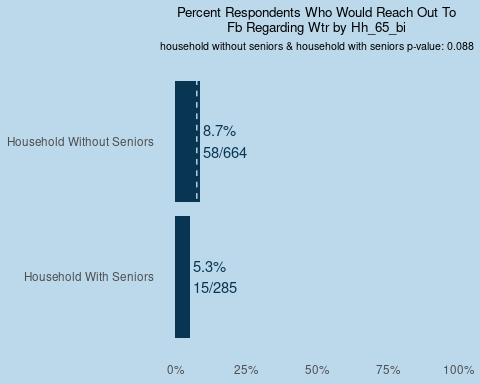 Percent Respondents Who Would Reach Out To
Fb Regarding Wtr by Hh_65_bi
household without seniors & household with seniors p-value: 0.088
Household Without Seniors
8.7%
58/664
Household With Seniors
5.3%
15/285
0% 25% 50% 75% 100%